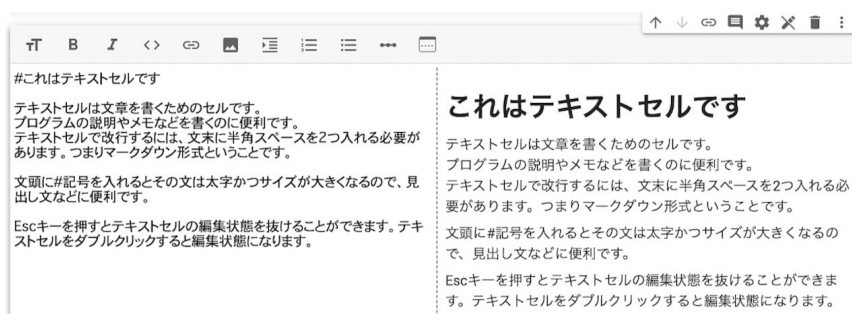 #これはテキストセルです
テキストセルは文章を書くためのセルです。
プログラムの説明やメモなどを書くのに便利です。
テキストセルで改行するには、文末に半角スペースを2つ入れる必要が
あります。つまりマークダウン形式ということです。
文頭に#記号を入れるとその文は太字かつサイズが大きくなるので、見
出し文などに便利です。
Escキーを押すとテキストセルの編集状態を抜けることができます。テキ
ストセルをダブルクリックすると編集状態になります。
これはテキストセルです
テキストセルは文章を書くためのセルです。
プログラムの説明やメモなどを書くのに便利です。
テキストセルで改行するには、文末に半角スペースを2つ入れる必
要があります。つまりマークダウン形式ということです。
文頭に#記号を入れるとその文は太字かつサイズが大きくなるの
で、見出し文などに便利です。
Escキーを押すとテキストセルの編集状態を抜けることができま
す。テキストセルをダブルクリックすると編集状態になります。